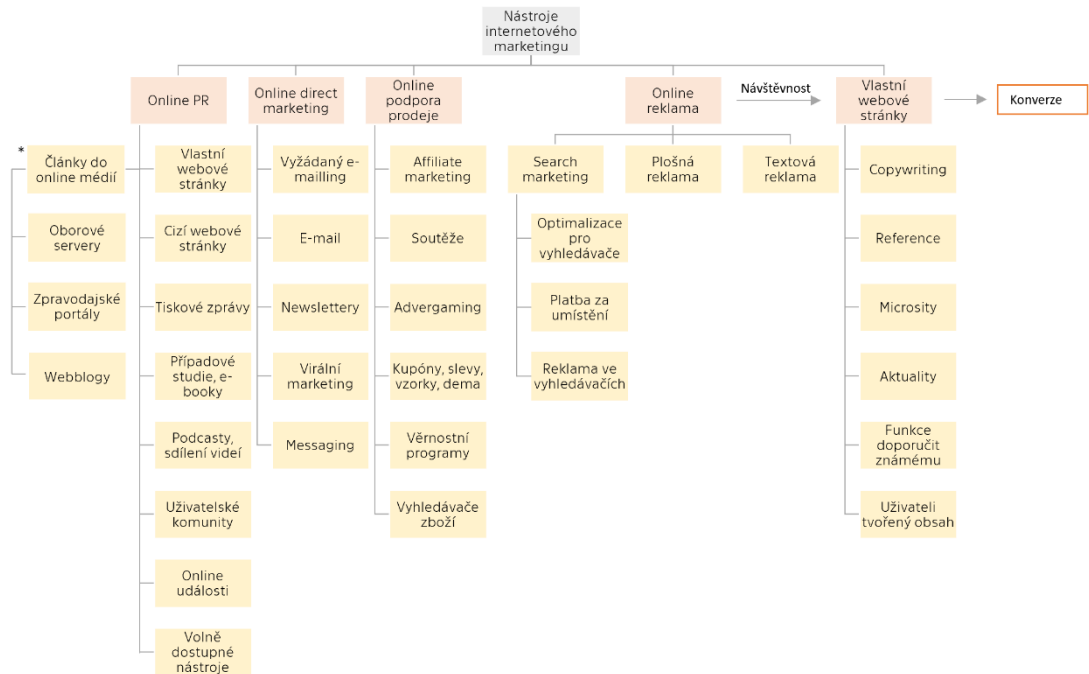 Nástroje
internetového
marketingu
Online PR
Online direct
marketing
Online
podpora
prodeje
Online
reklama
Návštěvnost
Vlastní
webové
stránky
Konverze
*
Články do
online médií
Oborové
servery
Zpravodajské
portály
Webblogy
Vlastní
webové
stránky
Cizí webové
stránky
Tiskové zprávy
Případové
studie, e-
booky
Podcasty,
sdílení videí
Uživatelské
komunity
Online
události
Volně
dostupné
nástroje
Vyžádaný e-
mailling
E-mail
Newslettery
Virální
marketing
Messaging
Affiliate
marketing
Soutěže
Advergaming
Kupóny, slevy,
vzorky, dema
Věrnostní
programy
Vyhledávače
zboží
Search
marketing
Optimalizace
pro
vyhledávače
Platba za
umístění
Reklama ve
vyhledávačích
Plošná
reklama
Textová
reklama
Copywriting
Reference
Microsity
Aktuality
Funkce
doporučit
známému
Uživateli
tvořený obsah